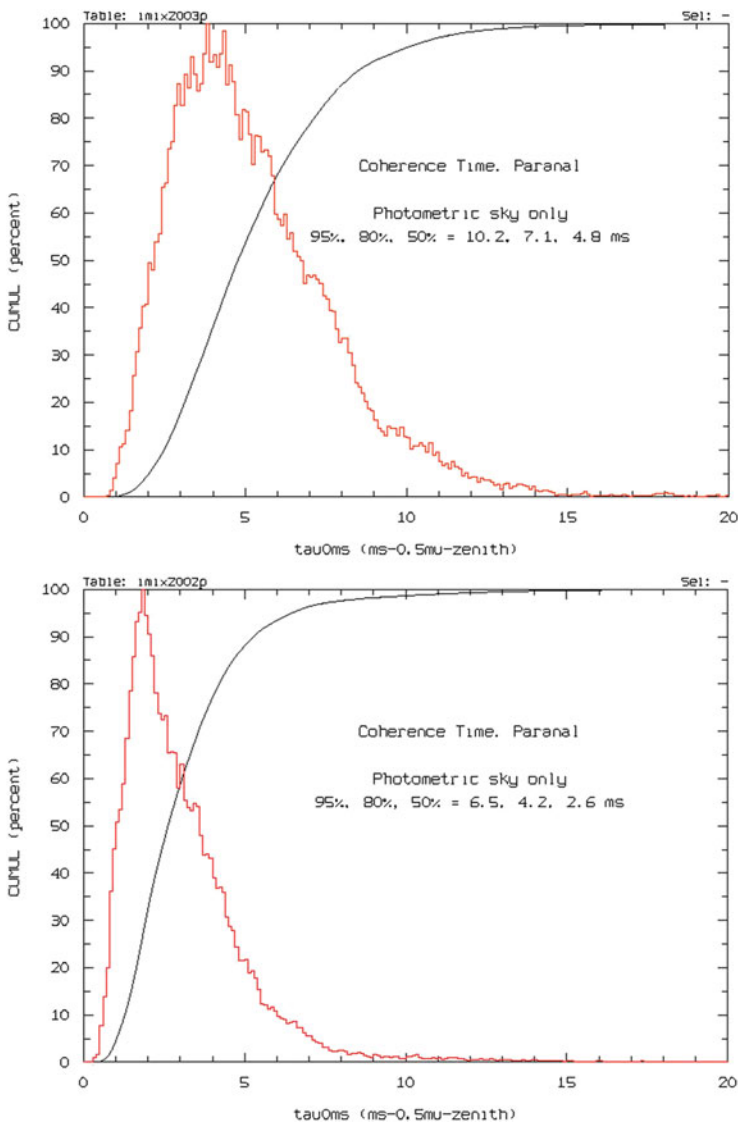 Table: imix2003p Sel: -
100
90
80
70
60
50
40
30
20
10
0
CUMUL (percent)
Coherence Time. Paranal
Photometric sky only
95%, 80%, 50% = 10.2, 7.1, 4.8 ms
0 5 10 15 20
tau0ms (ms-0.5mu-zenith)
Table: imix2002p Sel: -
100
90
80
70
60
50
40
30
20
10
0
CUMUL (percent)
Coherence Time. Paranal
Photometric sky only
95%, 80%, 50% = 6.5, 4.2, 2.6 ms
0 5 10 15 20
tau0ms (ms-0.5mu-zenith)